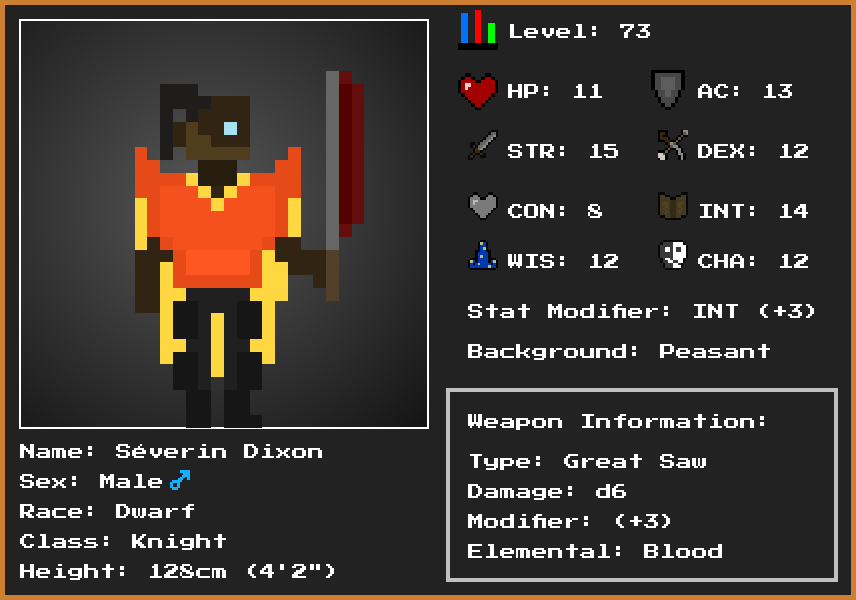 Level: 73
HP: 11
AC: 13
STR: 15
DEX: 12
CON: 8
INT: 14
WIS: 12
CHA: 12
Stat Modifier: INT (+3)
Background: Peasant
Weapon Information:
Type: Great Saw
Damage: d6
Modifier: (+3)
Elemental: Blood
Name: Séverin Dixon
Sex: Male ♂
Race: Dwarf
Class: Knight
Height: 128cm (4'2")